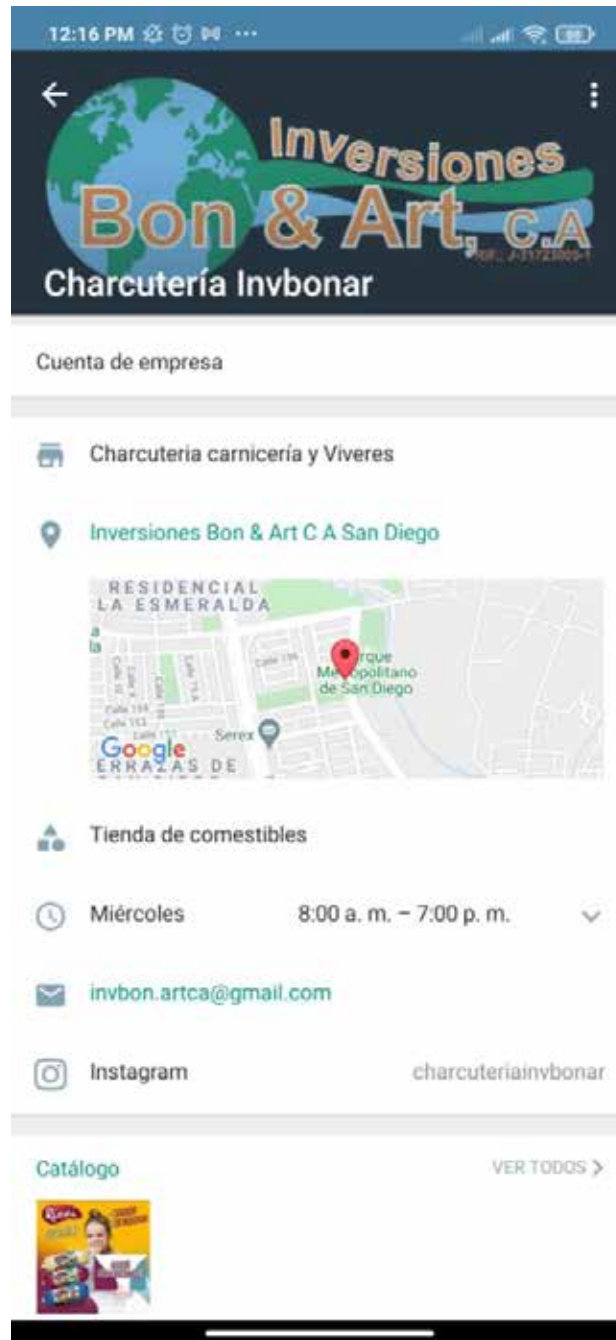 12:16 PM
Inversiones
Bon & Art, C.A
Charcutería Invbonar
Cuenta de empresa
Charcuteria carnicería y Viveres
Inversiones Bon & Art C A San Diego
RESIDENCIAL
LA ESMERALDA
Parque
Metropolitano
de San Diego
Serex
Google
ERRAZAS DE
Tienda de comestibles
Miércoles 8:00 a. m. – 7:00 p. m.
invbon.artca@gmail.com
Instagram charcuteriainvbonar
Catálogo VER TODOS